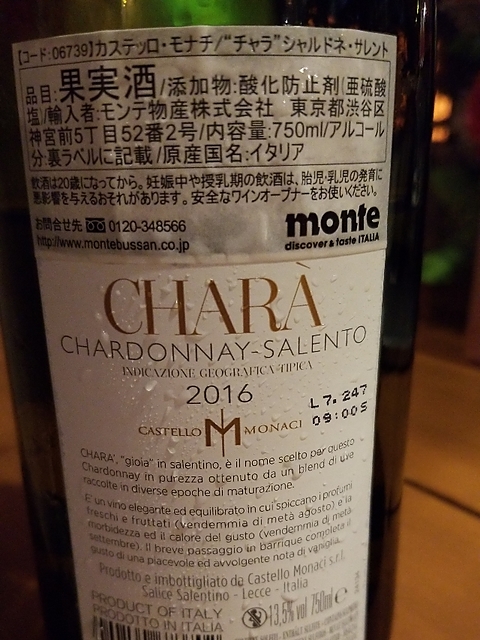 【コード:06739】カステッロ・モナチ/“チャラ”シャルドネ・サレント
品目:果実酒/添加物:酸化防止剤(亜硫酸
塩)/輸入者:モンテ物産株式会社 東京都渋谷区
神宮前5丁目52番2号/内容量:750ml/アルコール
分:裏ラベルに記載/原産国名:イタリア
飲酒は20歳になってから。妊娠中や授乳期の飲酒は、胎児・乳児の発育に
悪影響を与えるおそれがあります。安全なワインオープナーをお使いください。
お問合せ先 0120-348566
http://www.montebussan.co.jp
monte
discover & taste ITALIA
CHARÀ
CHARDONNAY-SALENTO
INDICAZIONE GEOGRAFICA TIPICA
2016
L7.247
09:00S
CASTELLO M MONACI
CHARA', "gioia" in salentino, è il nome scelto per questo
Chardonnay in purezza ottenuto da un blend di uve
raccolte in diverse epoche di maturazione.
E' un vino elegante ed equilibrato in cui spiccano i profumi
freschi e fruttati (vendemmia di metà agosto) e la
morbidezza ed il calore del gusto (vendemmia di metà
settembre). Il breve passaggio in barrique completa il
gusto di una piacevole ed avvolgente nota di vaniglia.
Prodotto e imbottigliato da Castello Monaci s.r.l.
Salice Salentino - Lecce - Italia
PRODUCT OF ITALY
PRODOTTO IN ITALIA
13,5% vol 750ml e